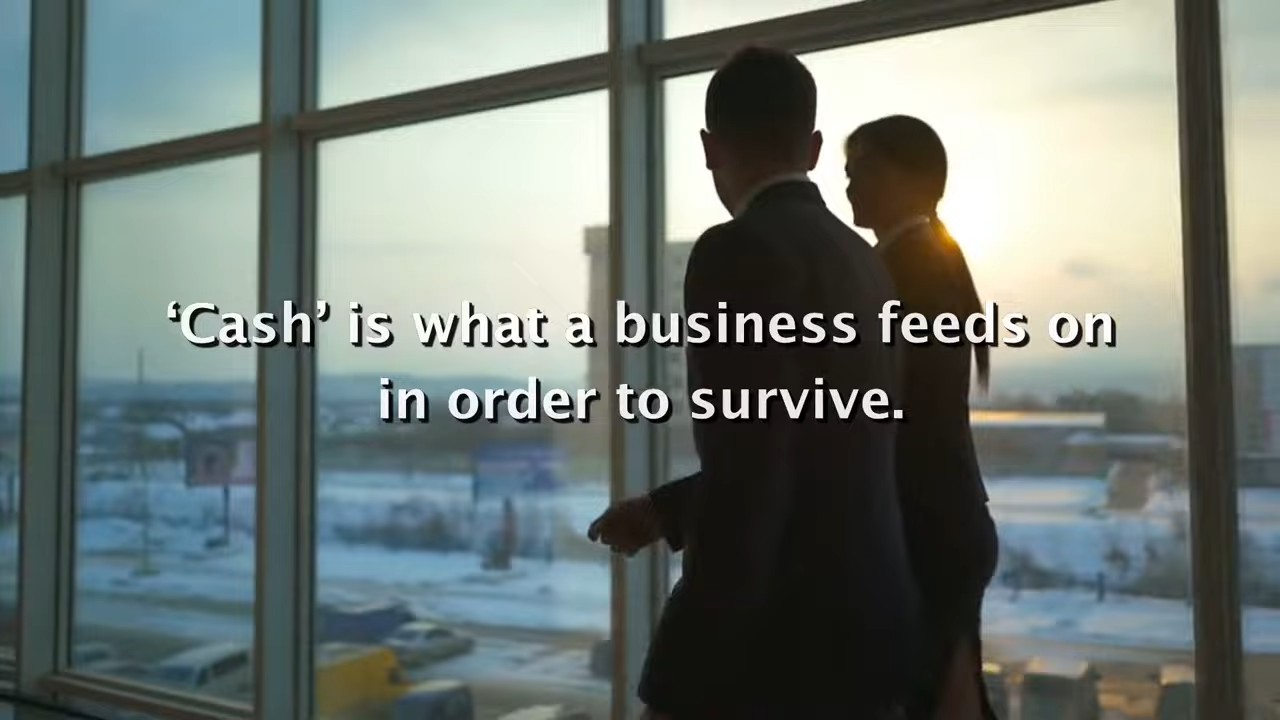 ‘Cash’ is what a business feeds on
in order to survive.